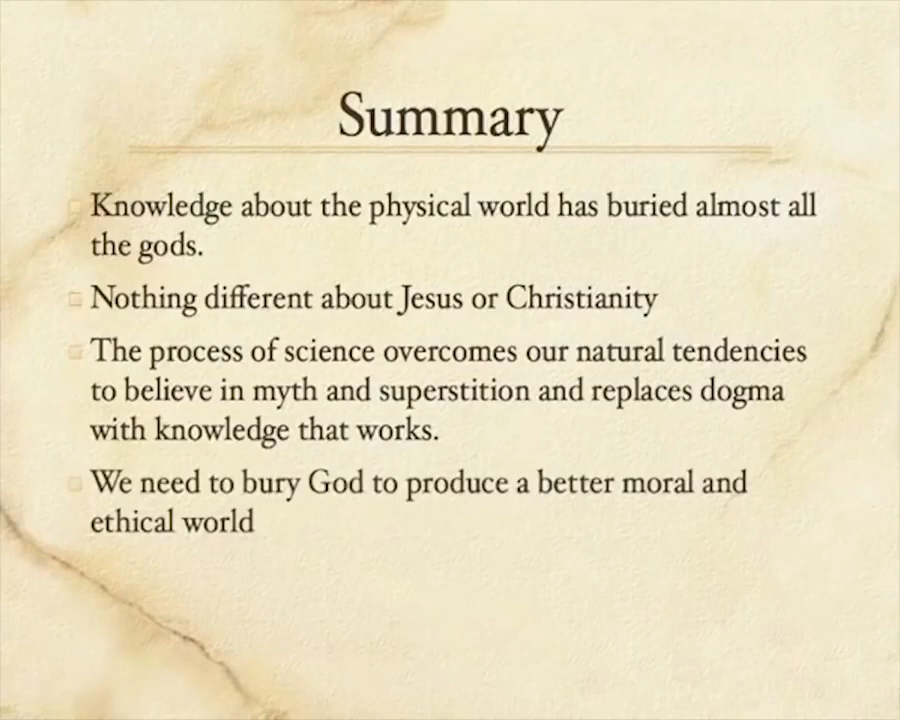 Summary
Knowledge about the physical world has buried almost all
the gods.
Nothing different about Jesus or Christianity
The process of science overcomes our natural tendencies
to believe in myth and superstition and replaces dogma
with knowledge that works.
We need to bury God to produce a better moral and
ethical world